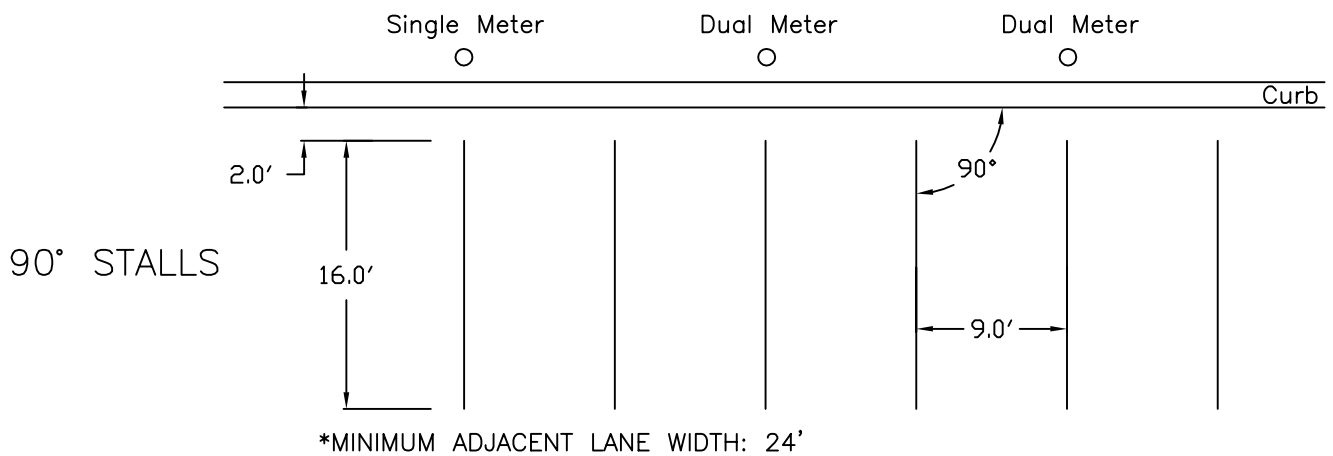 Single Meter
Dual Meter
Dual Meter
Curb
2.0'
90°
90° STALLS
16.0'
9.0'
*MINIMUM ADJACENT LANE WIDTH: 24'